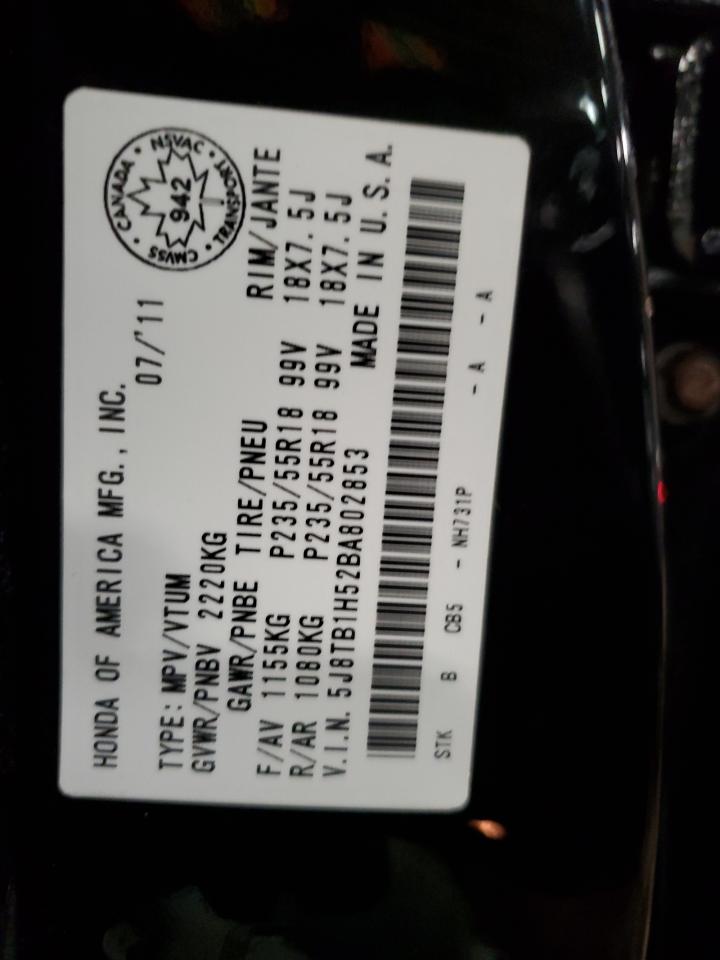 HONDA OF AMERICA MFG., INC.
07/'11
CANADA • NSVAC • TRANSPORT • CMVSS •
942
TYPE: MPV/VTUM
GVWR/PNBV 2220KG
GAWR/PNBE TIRE/PNEU RIM/JANTE
F/AV 1155KG P235/55R18 99V 18X7.5J
R/AR 1080KG P235/55R18 99V 18X7.5J
V.I.N. 5J8TB1H52BA802853 MADE IN U.S.A.
STK B CB5 - NH731P - A - A